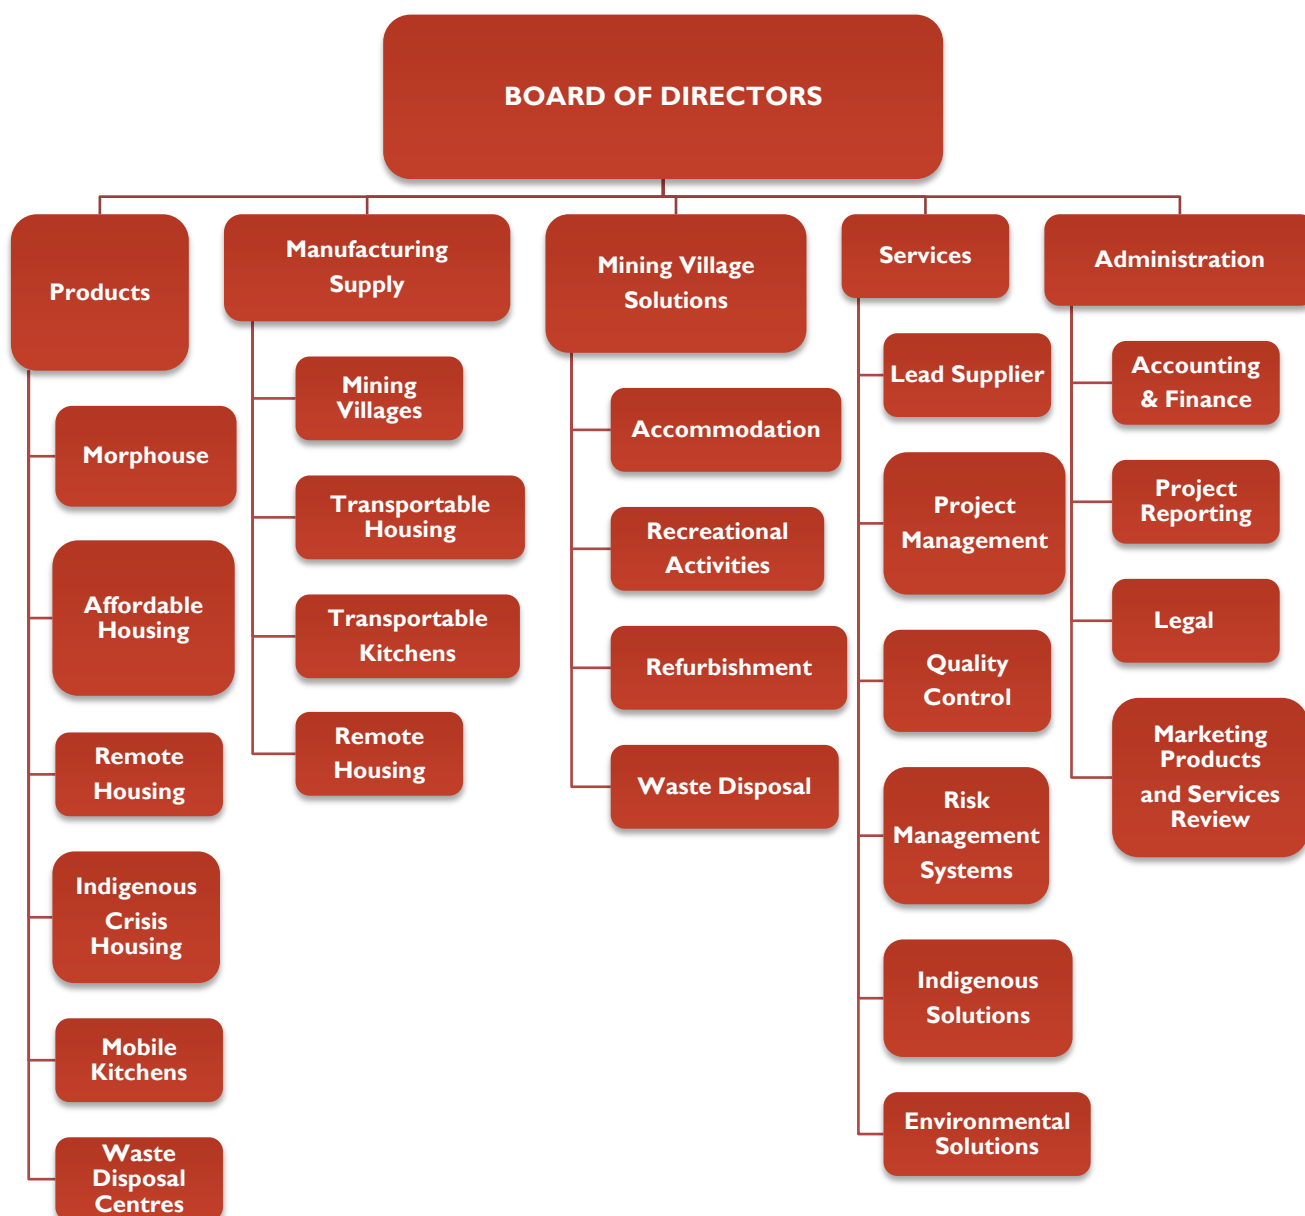 BOARD OF DIRECTORS
Products
Morphouse
Affordable
Housing
Remote
Housing
Indigenous
Crisis
Housing
Mobile
Kitchens
Waste
Disposal
Centres
Manufacturing
Supply
Mining
Villages
Transportable
Housing
Transportable
Kitchens
Remote
Housing
Mining Village
Solutions
Accommodation
Recreational
Activities
Refurbishment
Waste Disposal
Services
Lead Supplier
Project
Management
Quality
Control
Risk
Management
Systems
Indigenous
Solutions
Environmental
Solutions
Administration
Accounting
& Finance
Project
Reporting
Legal
Marketing
Products
and Services
Review